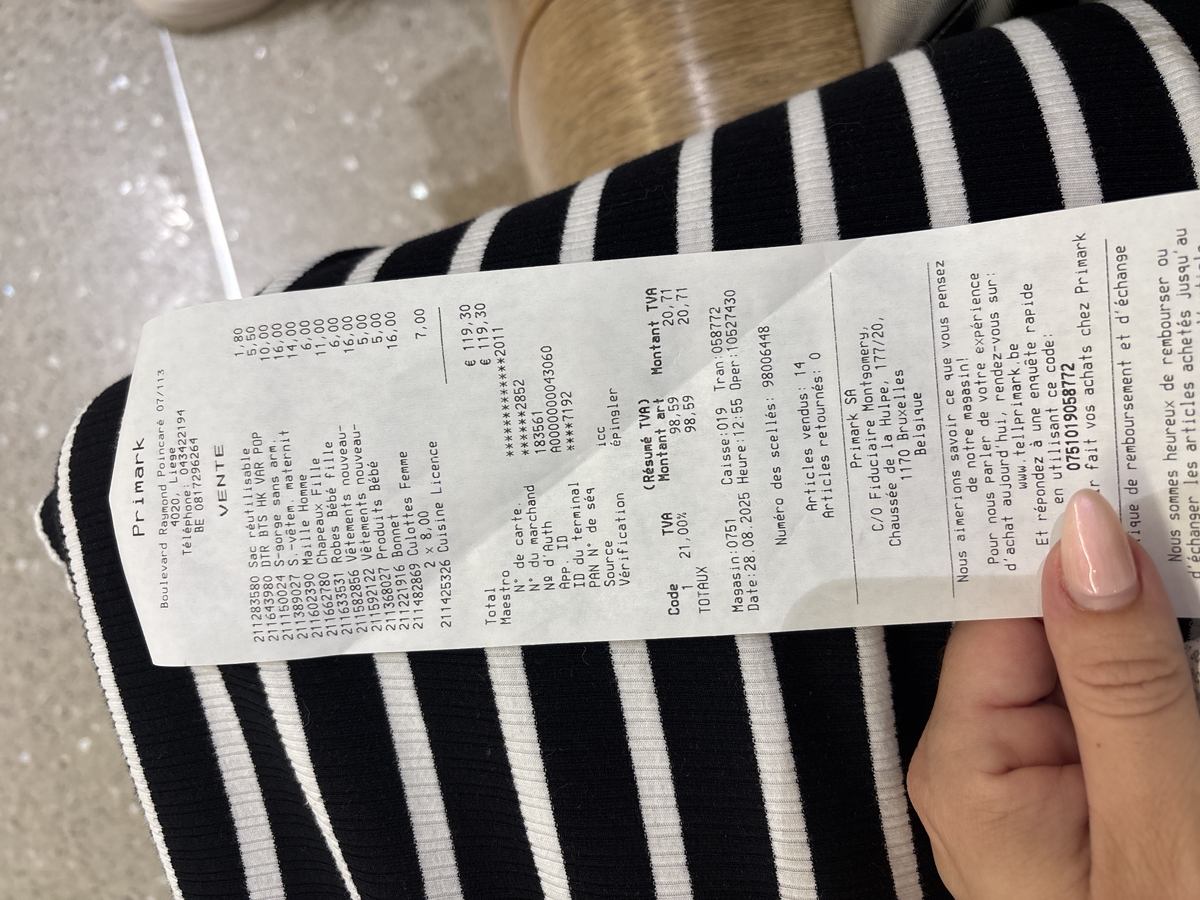 Primark
Boulevard Raymond Poincaré 07/113
4020, Liege
Téléphone: 043422194
BE 0817296264
VENTE
211283580 Sac réutilisable 1,80
211643980 DTR BTS HK VAR POP 5,50
211150024 S-gorge sans arm. 10,00
211389027 S.-vêtem. maternit 16,00
211602390 Maille Homme 14,00
211662780 Chapeaux Fille 6,00
211633531 Robes Bébé fille 11,00
211582856 Vêtements nouveau- 6,00
211592122 Vêtements nouveau- 16,00
211368027 Produits Bébé 5,00
211221916 Bonnet 5,00
211482869 Culottes Femme 16,00
2 x 8,00
211425326 Cuisine Licence 7,00
Total € 119,30
Maestro € 119,30
N° de carte. ************2011
N° du marchand ******2852
Nº d'Auth 183561
APP. ID A0000000043060
ID du terminal ****7192
PAN N° de séq
Source icc
Vérification épingler
(Résumé TVA)
Code TVA Montant art Montant TVA
1 21,00% 98,59 20,71
TOTAUX 98,59 20,71
Magasin:0751 Caisse:019 Tran:058772
Date:28.08.2025 Heure:12:55 Oper:10527430
Numéro des scellés: 98006448
Articles vendus: 14
Articles retournés: 0
Primark SA
C/O Fiduciaire Montgomery,
Chaussée de la Hulpe, 177/20,
1170 Bruxelles
Belgique
Nous aimerions savoir ce que vous pensez
de notre magasin!
Pour nous parler de votre expérience
d'achat aujourd'hui, rendez-vous sur:
www.tellprimark.be
Et répondez à une enquête rapide
en utilisant ce code:
0751019058772
fait vos achats chez Primark
de remboursement et d'échange
Nous sommes heureux de rembourser ou
d'échanger les articles achetés jusqu'au